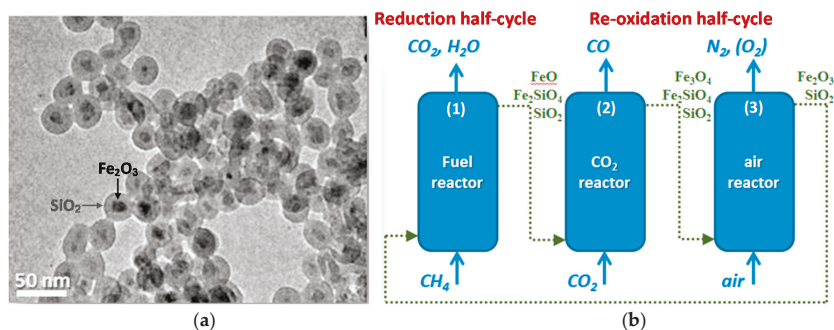 Fe₂O₃
SiO₂
50 nm
(a)
Reduction half-cycle
Re-oxidation half-cycle
CO₂, H₂O
CO
N₂, (O₂)
FeO
Fe₂SiO₄
SiO₂
Fe₃O₄
Fe₂SiO₄
SiO₂
Fe₂O₃
SiO₂
(1)
Fuel
reactor
(2)
CO₂
reactor
(3)
air
reactor
CH₄
CO₂
air
(b)